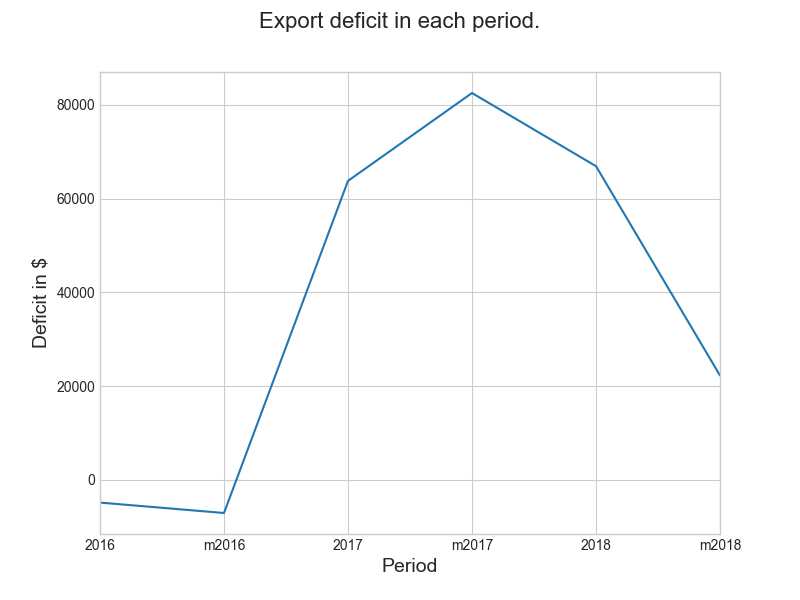 Export deficit in each period.
80000
60000
40000
20000
0
Deficit in $
2016 m2016 2017 m2017 2018 m2018
Period